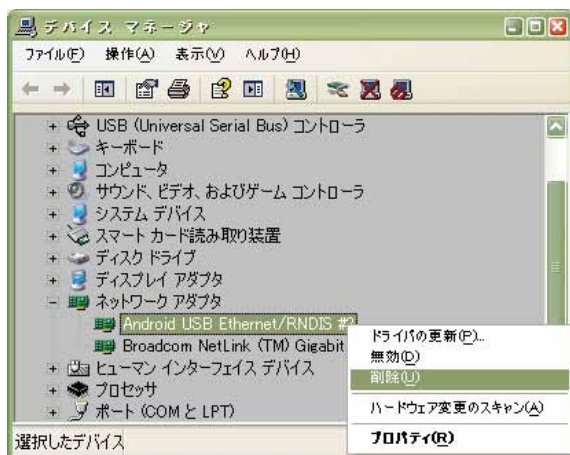 デバイス マネージャ
ファイル(F) 操作(A) 表示(V) ヘルプ(H)
USB (Universal Serial Bus) コントローラ
キーボード
コンピュータ
サウンド、ビデオ、およびゲーム コントローラ
システム デバイス
スマート カード読み取り装置
ディスク ドライブ
ディスプレイ アダプタ
ネットワーク アダプタ
Android USB Ethernet/RNDIS #2
Broadcom NetLink (TM) Gigabit
ヒューマン インターフェイス デバイス
プロセッサ
ポート (COM と LPT)
ドライバの更新(P)...
無効(D)
削除(U)
ハードウェア変更のスキャン(A)
プロパティ(R)
選択したデバイス